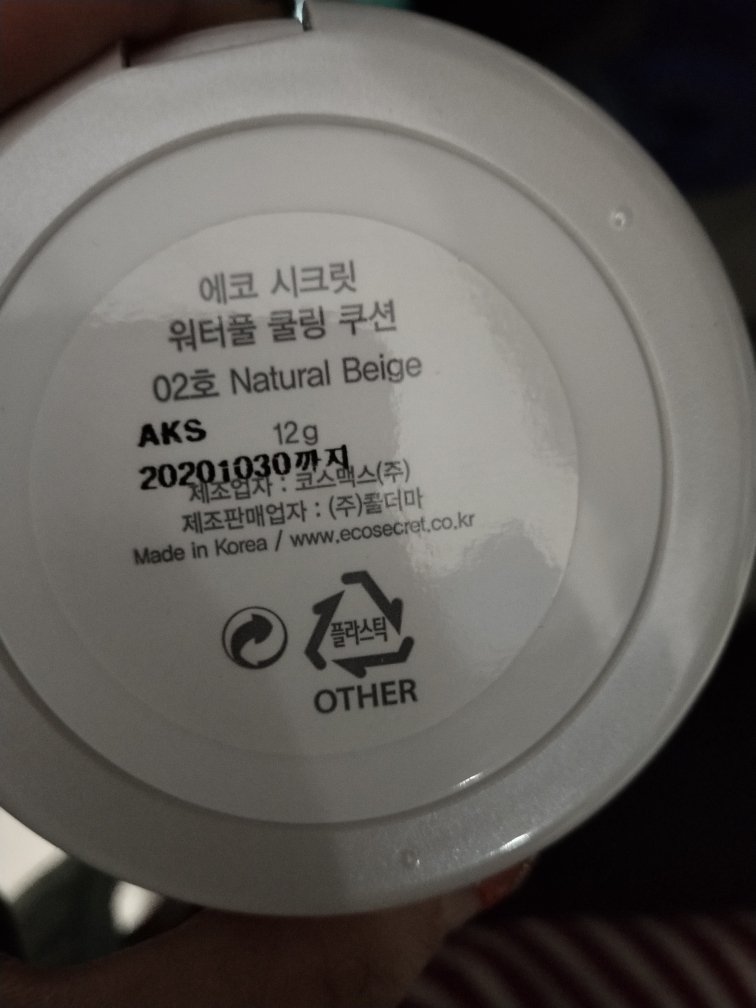 에코 시크릿
워터풀 쿨링 쿠션
02호 Natural Beige
AKS 12g
20201030까지
제조업자 : 코스맥스(주)
제조판매업자 : (주)촬더마
Made in Korea / www.ecosecret.co.kr
플라스틱
OTHER